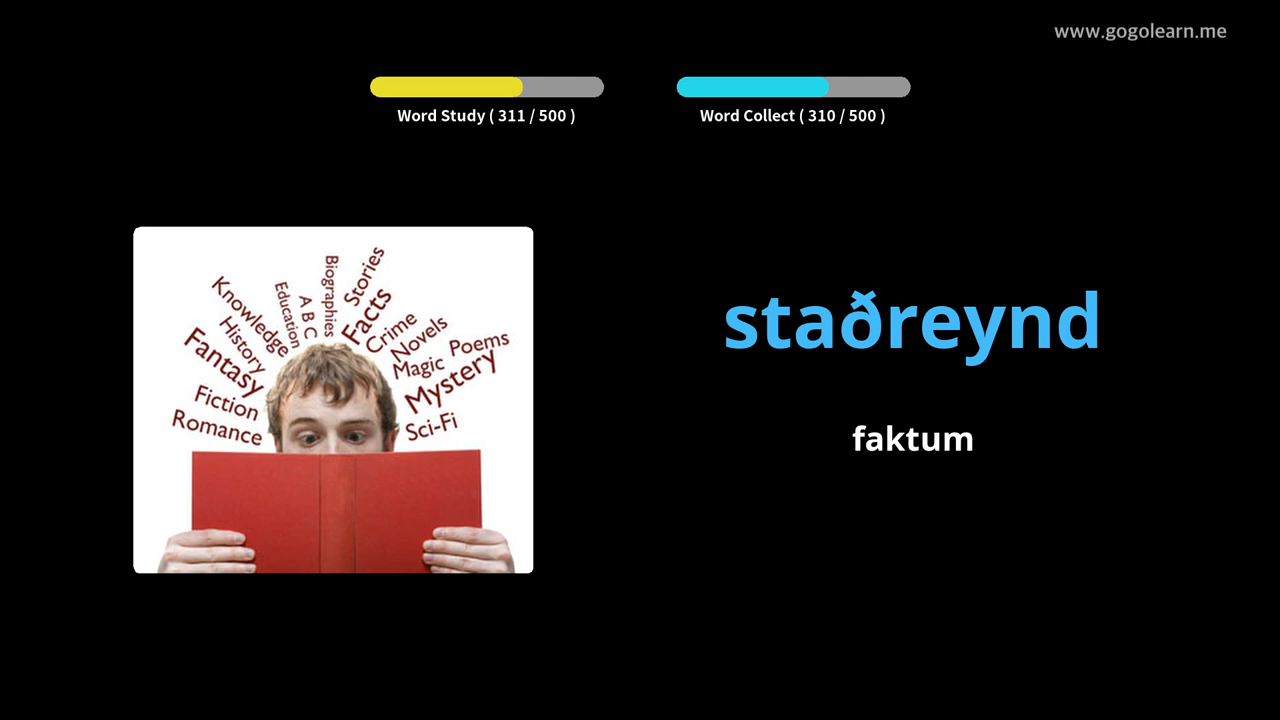 www.gogolearn.me
Word Study ( 311 / 500 )
Word Collect ( 310 / 500 )
Knowledge
Education
A B C
Biographies
Stories
Facts
Crime
Novels
Poems
History
Magic
Mystery
Fantasy
Fiction
Romance
Sci-Fi
staðreynd
faktum